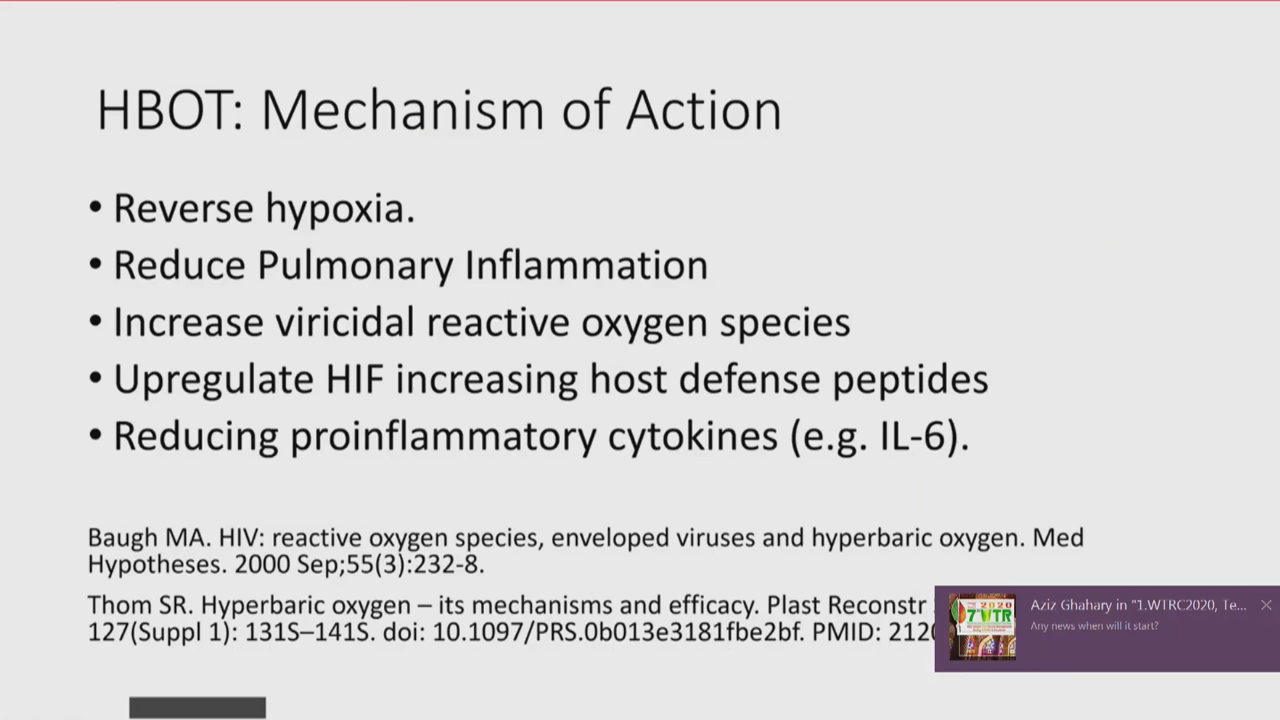 HBOT: Mechanism of Action
• Reverse hypoxia.
• Reduce Pulmonary Inflammation
• Increase viricidal reactive oxygen species
• Upregulate HIF increasing host defense peptides
• Reducing proinflammatory cytokines (e.g. IL-6).
Baugh MA. HIV: reactive oxygen species, enveloped viruses and hyperbaric oxygen. Med
Hypotheses. 2000 Sep;55(3):232-8.
Thom SR. Hyperbaric oxygen – its mechanisms and efficacy. Plast Reconstr
127(Suppl 1): 131S–141S. doi: 10.1097/PRS.0b013e3181fbe2bf. PMID: 212
2020
7WTR
Aziz Ghahary in "1.WTRC2020, Te...
Any news when will it start?